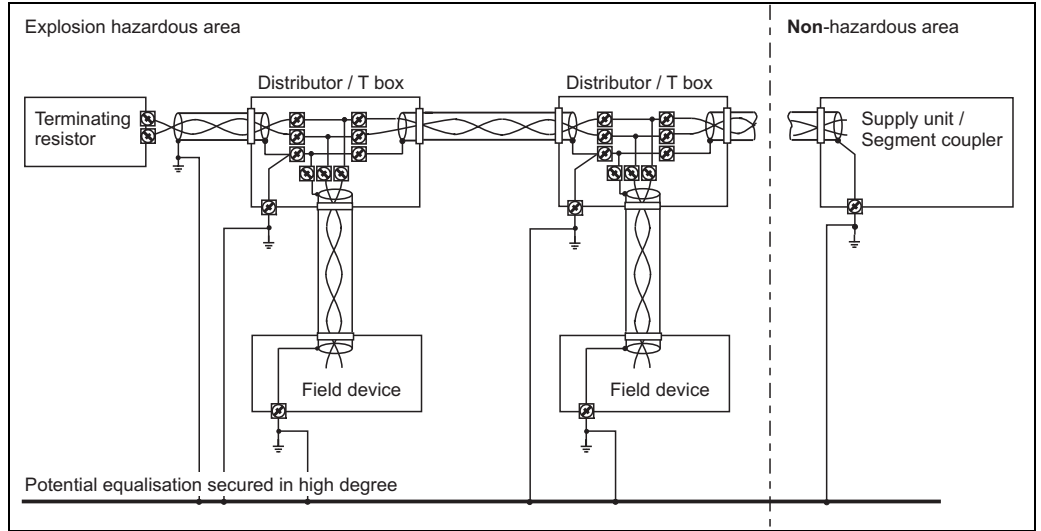 Explosion hazardous area
Non-hazardous area
Distributor / T box
Distributor / T box
Terminating
resistor
Supply unit /
Segment coupler
Field device
Field device
Potential equalisation secured in high degree